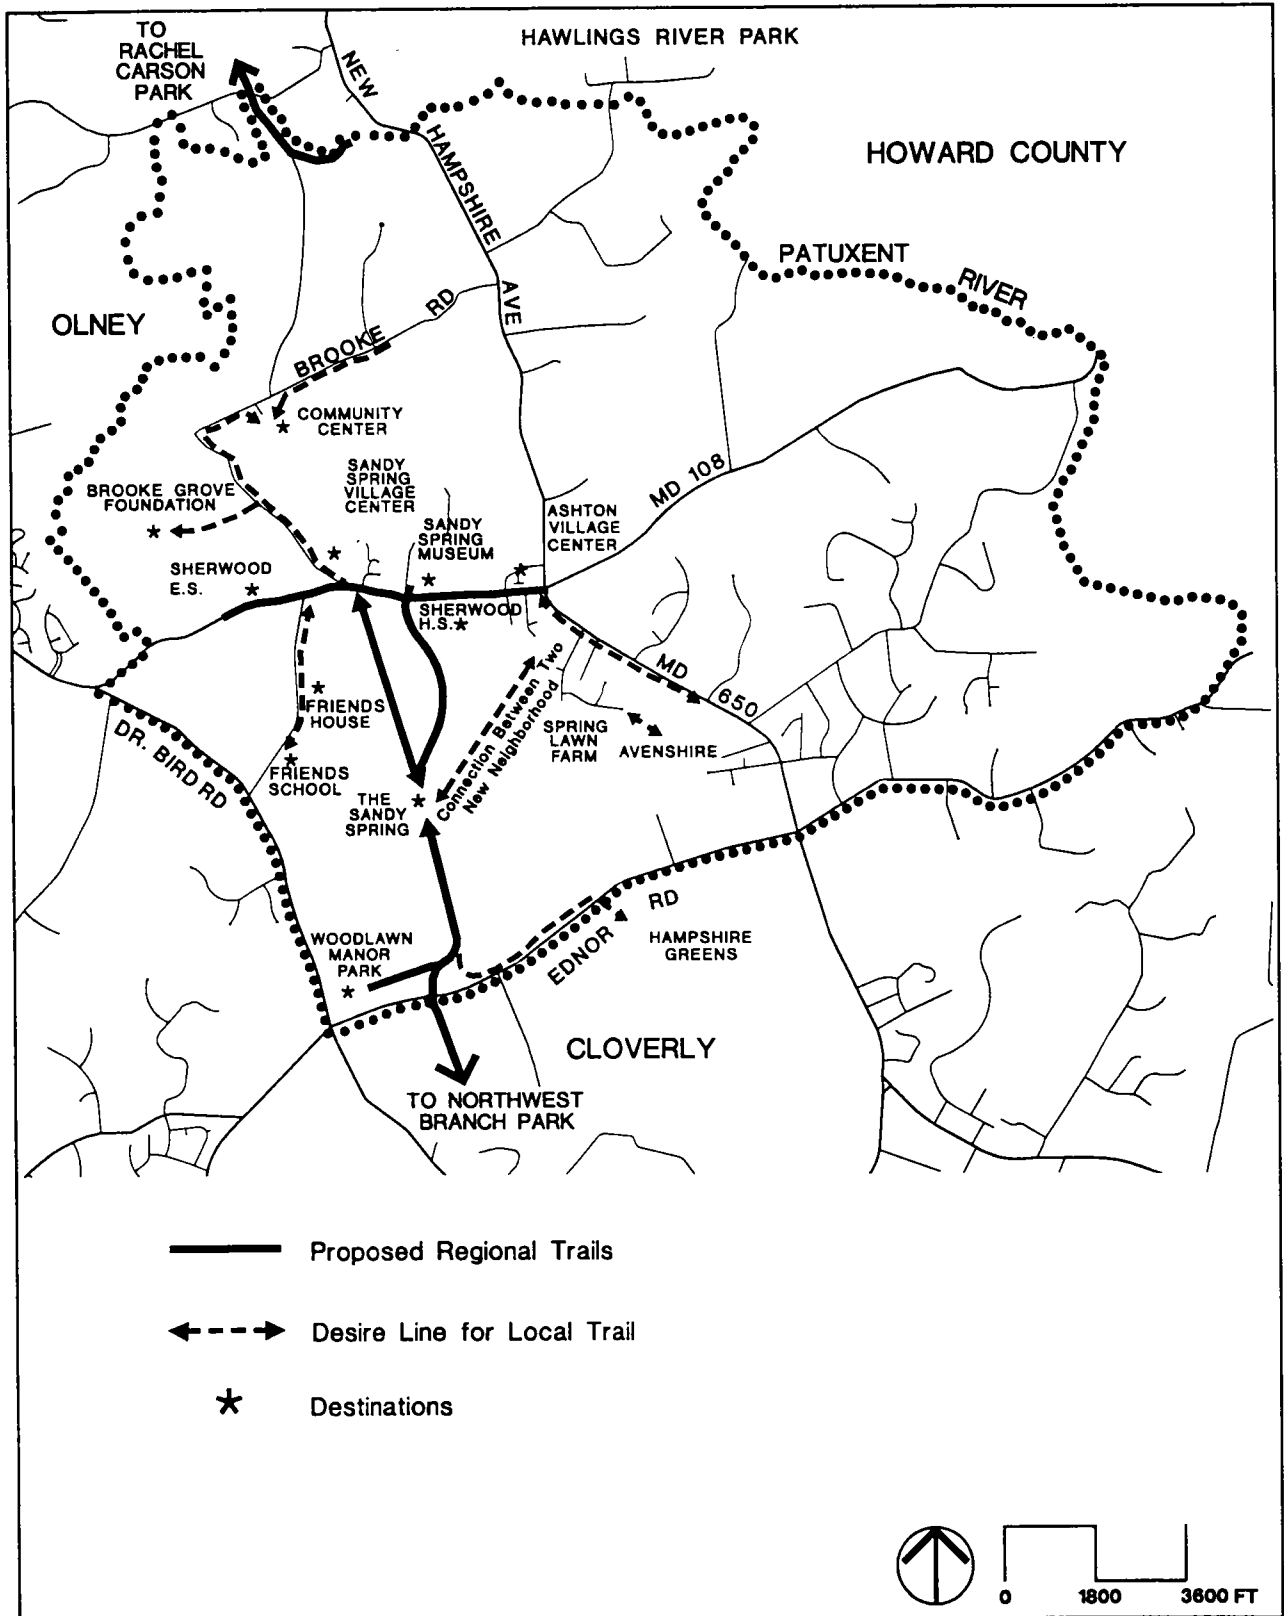 TO
RACHEL
CARSON
PARK
NEW
HAMPSHIRE
AVE
HAWLINGS RIVER PARK
HOWARD COUNTY
PATUXENT
RIVER
OLNEY
BROOKE RD
COMMUNITY
CENTER
SANDY
SPRING
VILLAGE
CENTER
BROOKE GROVE
FOUNDATION
SANDY
SPRING
MUSEUM
ASHTON
VILLAGE
CENTER
MD 108
SHERWOOD
E.S.
SHERWOOD
H.S.
MD 650
FRIENDS
HOUSE
Connection Between Two
New Neighborhood
SPRING
LAWN
FARM
AVENSHIRE
DR. BIRD RD
FRIENDS
SCHOOL
THE
SANDY
SPRING
WOODLAWN
MANOR
PARK
EDNOR RD
HAMPSHIRE
GREENS
CLOVERLY
TO NORTHWEST
BRANCH PARK
Proposed Regional Trails
Desire Line for Local Trail
Destinations
0 1800 3600 FT